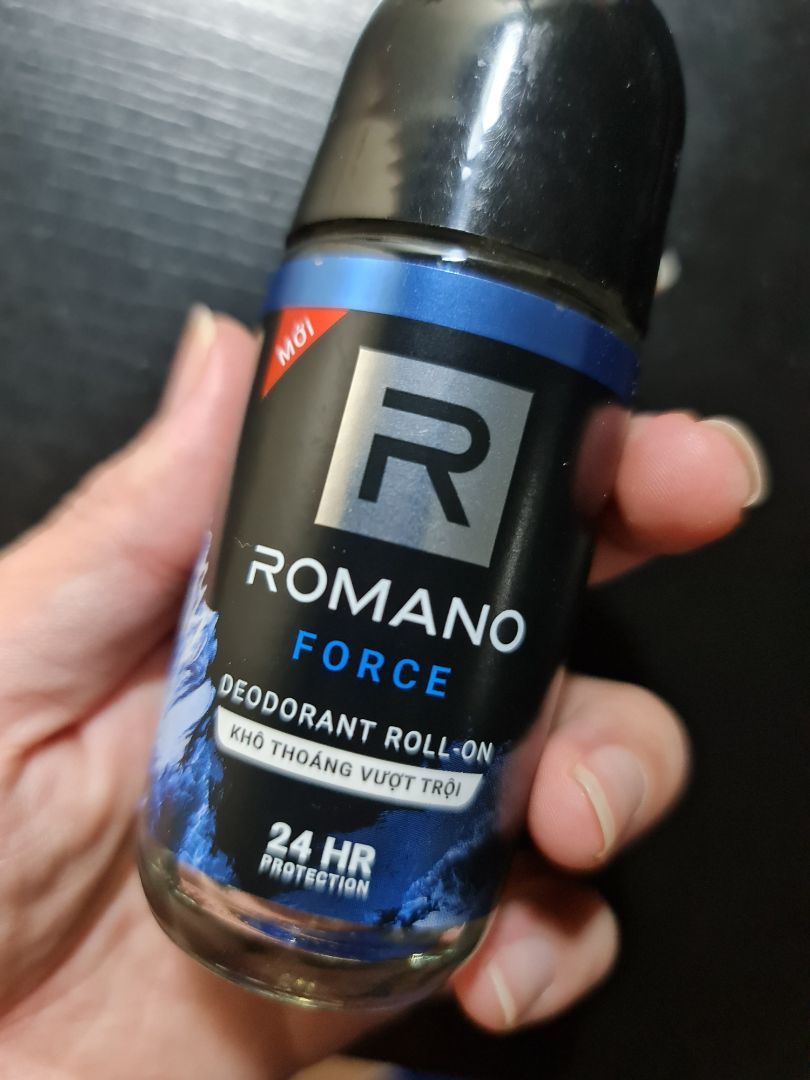 MỚI
R
ROMANO
FORCE
DEODORANT ROLL-ON
KHÔ THOÁNG VƯỢT TRỘI
24 HR
PROTECTION